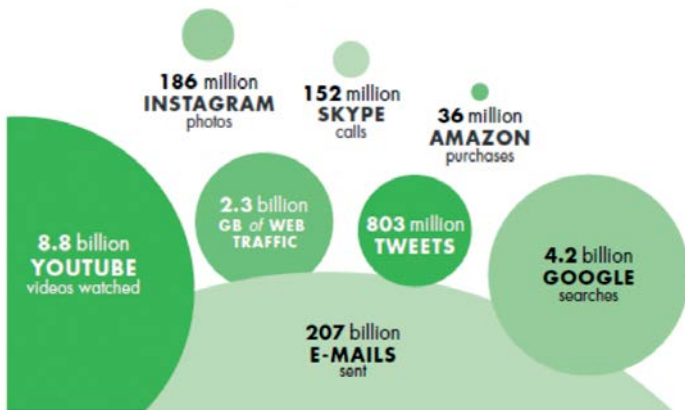 186 million
INSTAGRAM
photos
152 million
SKYPE
calls
36 million
AMAZON
purchases
8.8 billion
YOUTUBE
videos watched
2.3 billion
GB of WEB
TRAFFIC
803 million
TWEETS
4.2 billion
GOOGLE
searches
207 billion
E-MAILS
sent